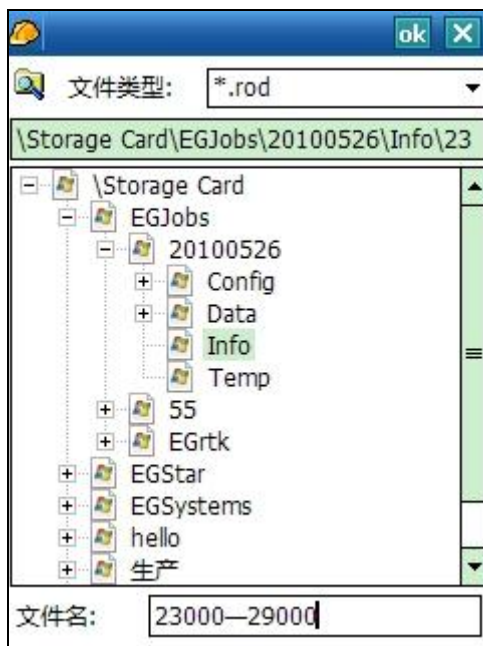 ok
文件类型: *.rod
\Storage Card\EGJobs\20100526\Info\23
\Storage Card
EGJobs
20100526
Config
Data
Info
Temp
55
EGrtk
EGStar
EGSystems
hello
生产
文件名: 23000—29000